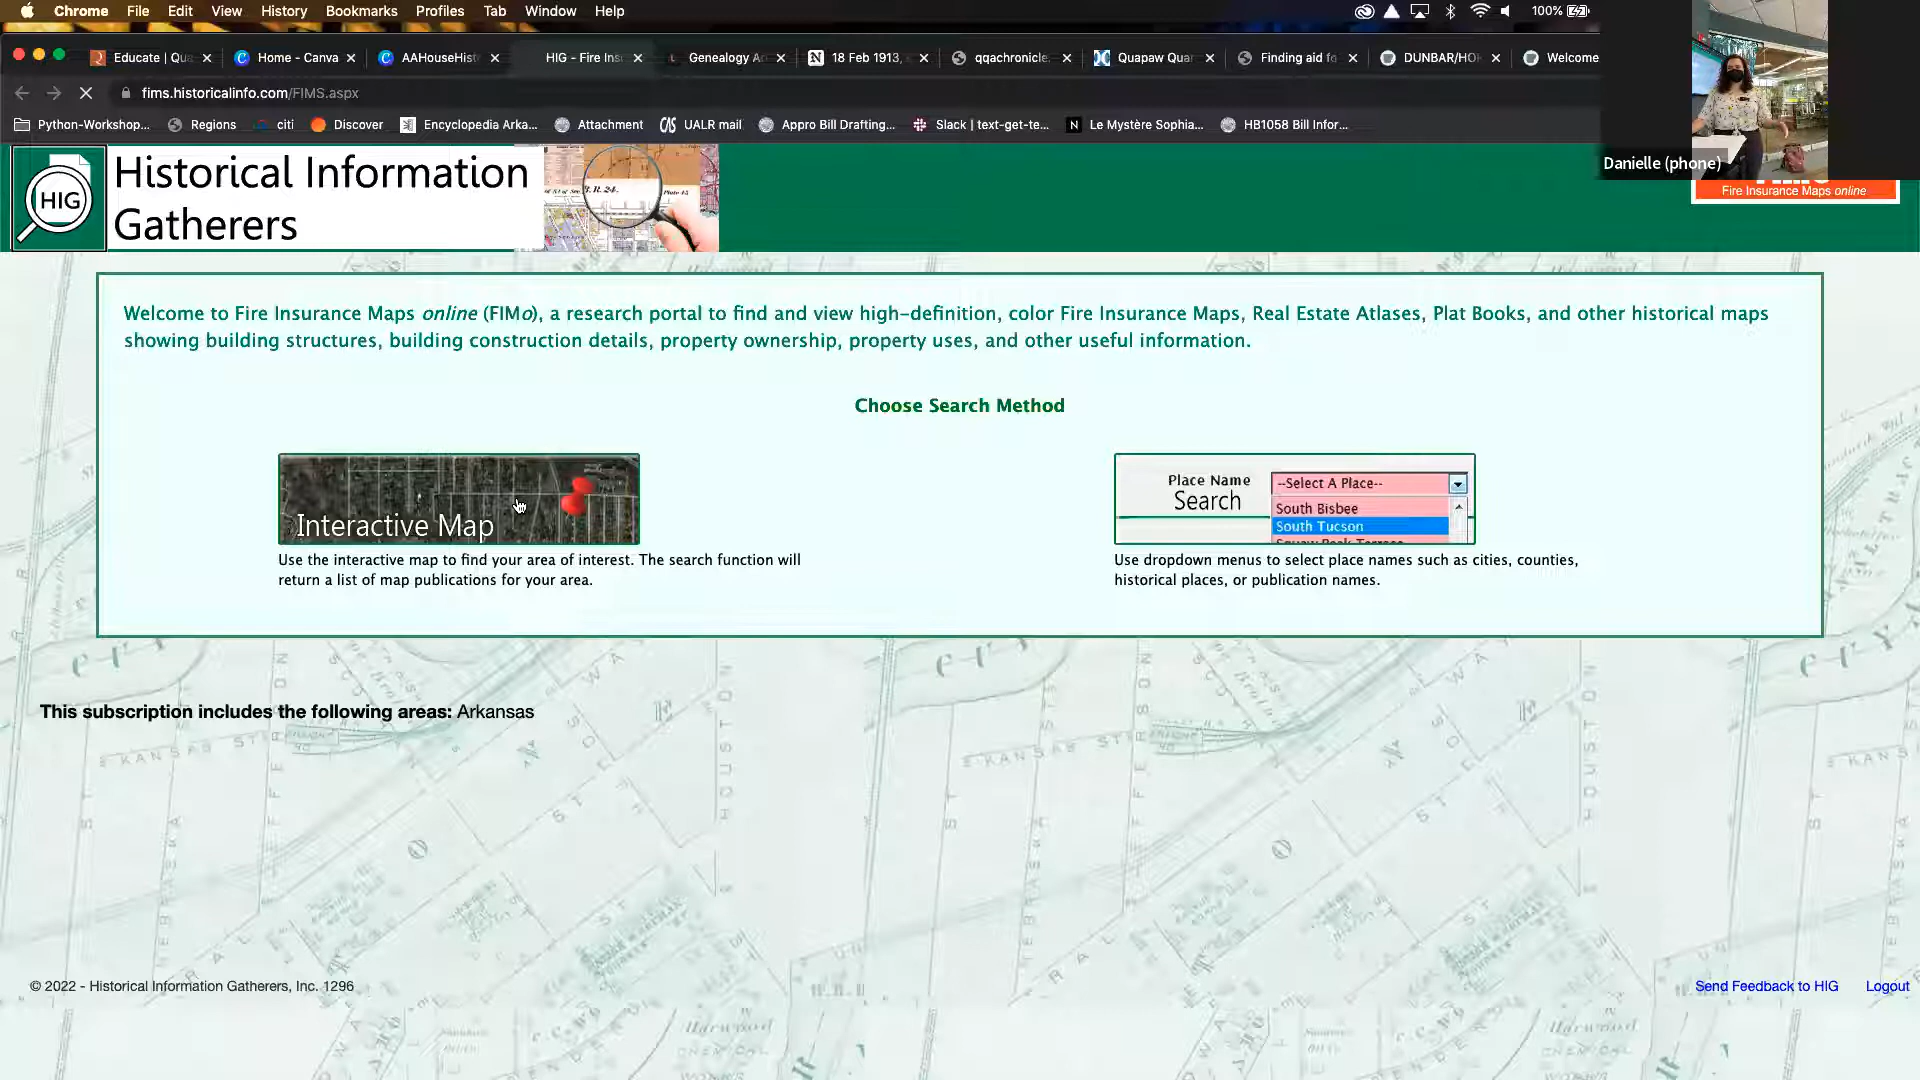 Chrome File Edit View History Bookmarks Profiles Tab Window Help 100%
Educate | Qua Home - Canva AAHouseHist HIG - Fire Ins Genealogy A 18 Feb 1913, qqachronicle. Quapaw Quar Finding aid fo DUNBAR/HO Welcome
fims.historicalinfo.com/FIMS.aspx
Python-Workshop... Regions citi Discover Encyclopedia Arka... Attachment UALR mail Appro Bill Drafting... Slack | text-get-te... Le Mystère Sophia... HB1058 Bill Infor...
Danielle (phone)
HIG
Historical Information
Gatherers
Fire Insurance Maps online
Welcome to Fire Insurance Maps online (FIMo), a research portal to find and view high-definition, color Fire Insurance Maps, Real Estate Atlases, Plat Books, and other historical maps
showing building structures, building construction details, property ownership, property uses, and other useful information.
Choose Search Method
Interactive Map
Use the interactive map to find your area of interest. The search function will
return a list of map publications for your area.
Place Name
Search
--Select A Place--
South Bisbee
South Tucson
Use dropdown menus to select place names such as cities, counties,
historical places, or publication names.
This subscription includes the following areas: Arkansas
© 2022 - Historical Information Gatherers, Inc. 1296
Send Feedback to HIG Logout